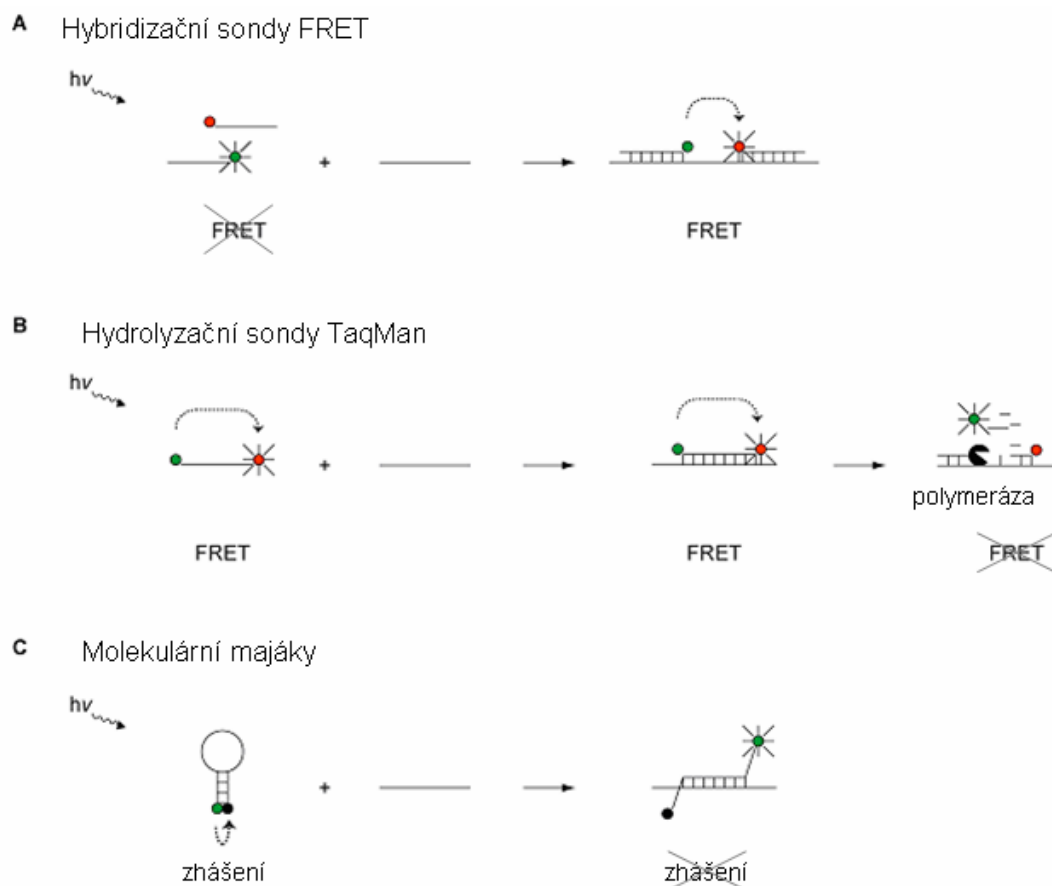 A Hybridizační sondy FRET
hν
+
FRET FRET
B Hydrolyzační sondy TaqMan
hν
+
polymeráza
FRET FRET FRET
C Molekulární majáky
hν
+
zhášení zhášení